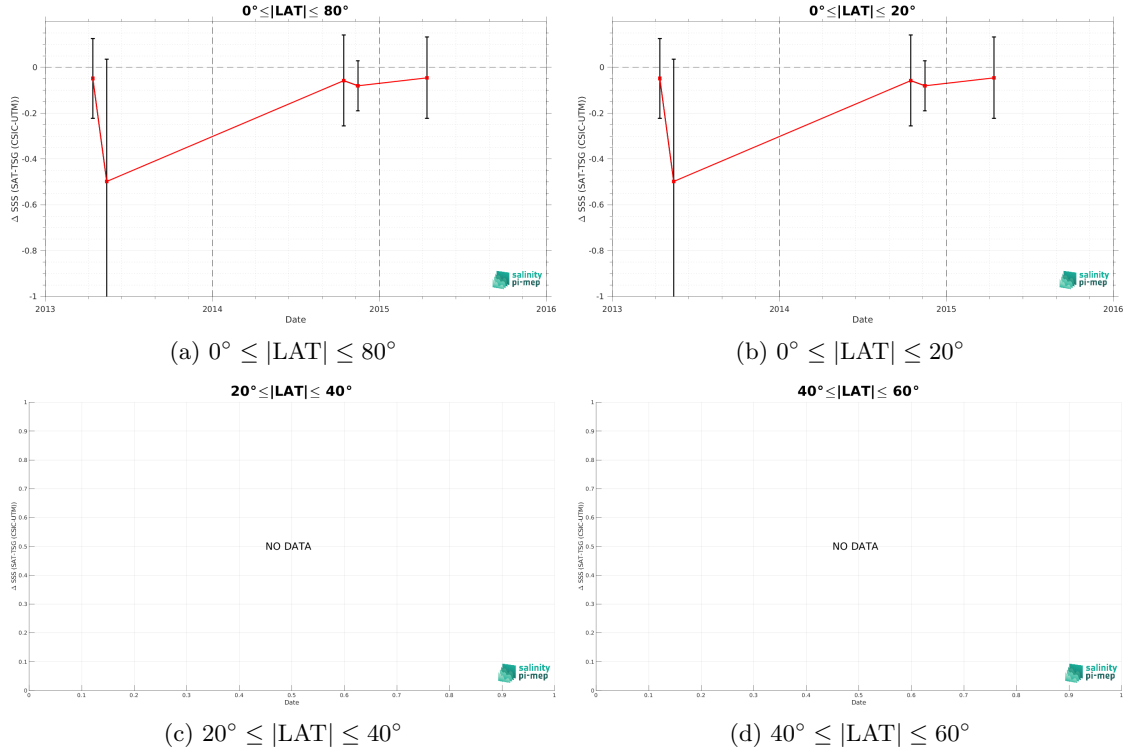 0°≤|LAT|≤ 80°
Δ SSS (SAT-TSG (CSIC-UTM))
0
-0.2
-0.4
-0.6
-0.8
-1
2013
2014
2015
2016
Date
salinity
pi-mep
(a) 0° ≤ |LAT| ≤ 80°
0°≤|LAT|≤ 20°
Δ SSS (SAT-TSG (CSIC-UTM))
0
-0.2
-0.4
-0.6
-0.8
-1
2013
2014
2015
2016
Date
salinity
pi-mep
(b) 0° ≤ |LAT| ≤ 20°
20°≤|LAT|≤ 40°
Δ SSS (SAT-TSG (CSIC-UTM))
1
0.9
0.8
0.7
0.6
0.5
0.4
0.3
0.2
0.1
0
NO DATA
0
0.1
0.2
0.3
0.4
0.5
0.6
0.7
0.8
0.9
1
Date
salinity
pi-mep
(c) 20° ≤ |LAT| ≤ 40°
40°≤|LAT|≤ 60°
Δ SSS (SAT-TSG (CSIC-UTM))
1
0.9
0.8
0.7
0.6
0.5
0.4
0.3
0.2
0.1
0
NO DATA
0
0.1
0.2
0.3
0.4
0.5
0.6
0.7
0.8
0.9
1
Date
salinity
pi-mep
(d) 40° ≤ |LAT| ≤ 60°